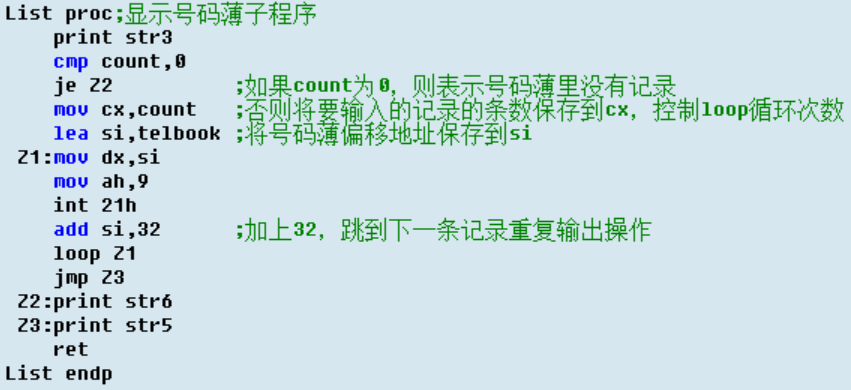 List proc;显示号码薄子程序
    print str3
    cmp count,0
    je Z2          ;如果count为0，则表示号码薄里没有记录
    mov cx,count   ;否则将要输入的记录的条数保存到cx，控制loop循环次数
    lea si,telbook ;将号码薄偏移地址保存到si
 Z1:mov dx,si
    mov ah,9
    int 21h
    add si,32      ;加上32，跳到下一条记录重复输出操作
    loop Z1
    jmp Z3
 Z2:print str6
 Z3:print str5
    ret
List endp